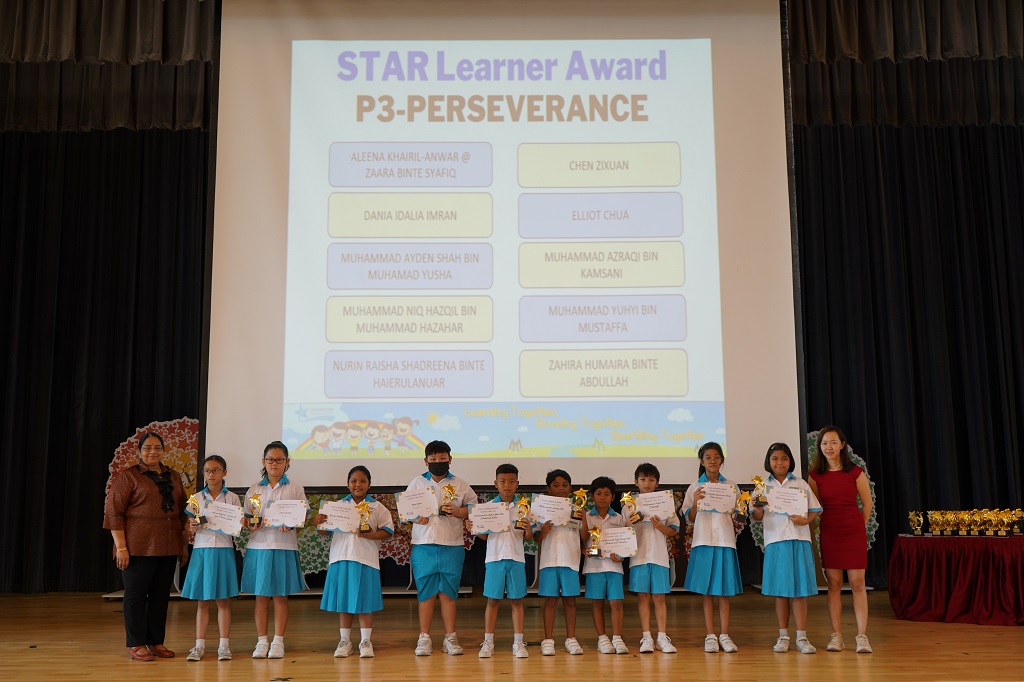 STAR Learner Award
P3-PERSEVERANCE
ALEENA KHAIRIL-ANWAR @
ZAARA BINTE SYAFIQ
CHEN ZIXUAN
DANIA IDALIA IMRAN
ELLIOT CHUA
MUHAMMAD AYDEN SHAH BIN
MUHAMAD YUSHA
MUHAMMAD AZRAQI BIN
KAMSANI
MUHAMMAD NIQ HAZQIL BIN
MUHAMMAD HAZAHAR
MUHAMMAD YUHYI BIN
MUSTAFFA
NURIN RAISHA SHADREENA BINTE
HAIERULANUAR
ZAHIRA HUMAIRA BINTE
ABDULLAH
Learning Together
Together
Together